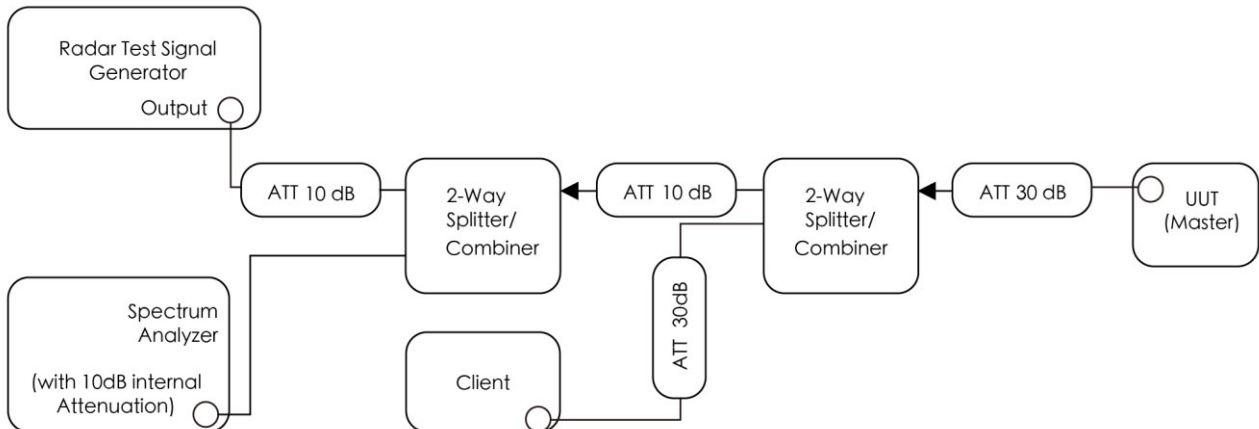 Radar Test Signal
Generator
Output
ATT 10 dB
2-Way
Splitter/
Combiner
ATT 10 dB
2-Way
Splitter/
Combiner
ATT 30 dB
UUT
(Master)
Spectrum
Analyzer
(with 10dB internal
Attenuation)
Client
ATT 30dB